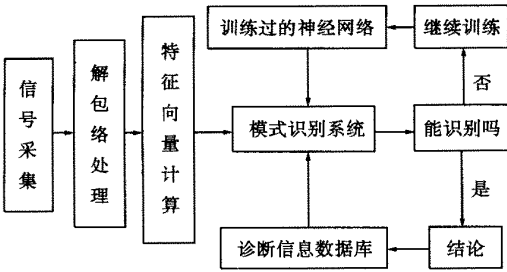 信号采集
解包络处理
特征向量计算
训练过的神经网络
继续训练
否
模式识别系统
能识别吗
是
诊断信息数据库
结论